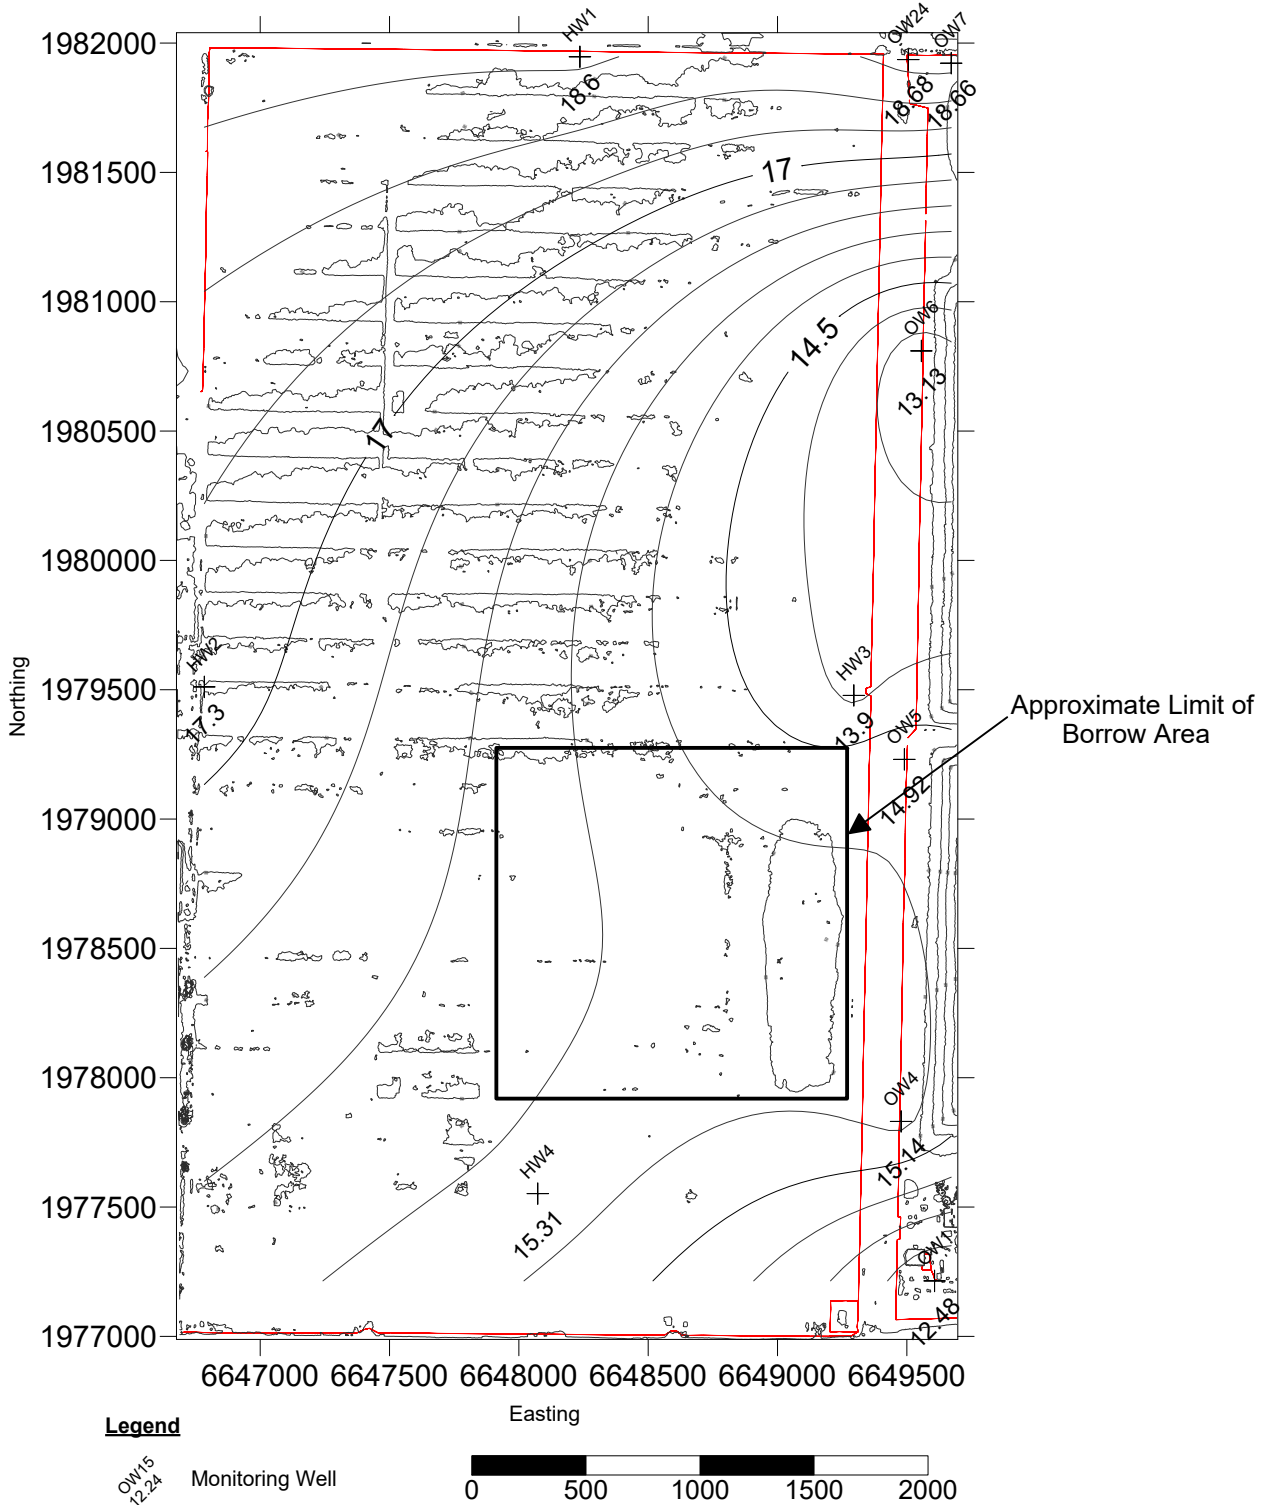 HW1
OW24
OW7
1982000
18.6
18.68
18.66
1981500
17
1981000
OW6
14.5
13.13
1980500
17
1980000
HW2
HW3
1979500
17.3
13.9
OW5
Approximate Limit of
Borrow Area
14.92
1979000
1978500
1978000
OW4
15.14
HW4
1977500
15.31
OW1
12.48
1977000
Northing
6647000 6647500 6648000 6648500 6649000 6649500
Easting
Legend
OW15
12.24
Monitoring Well
0 500 1000 1500 2000